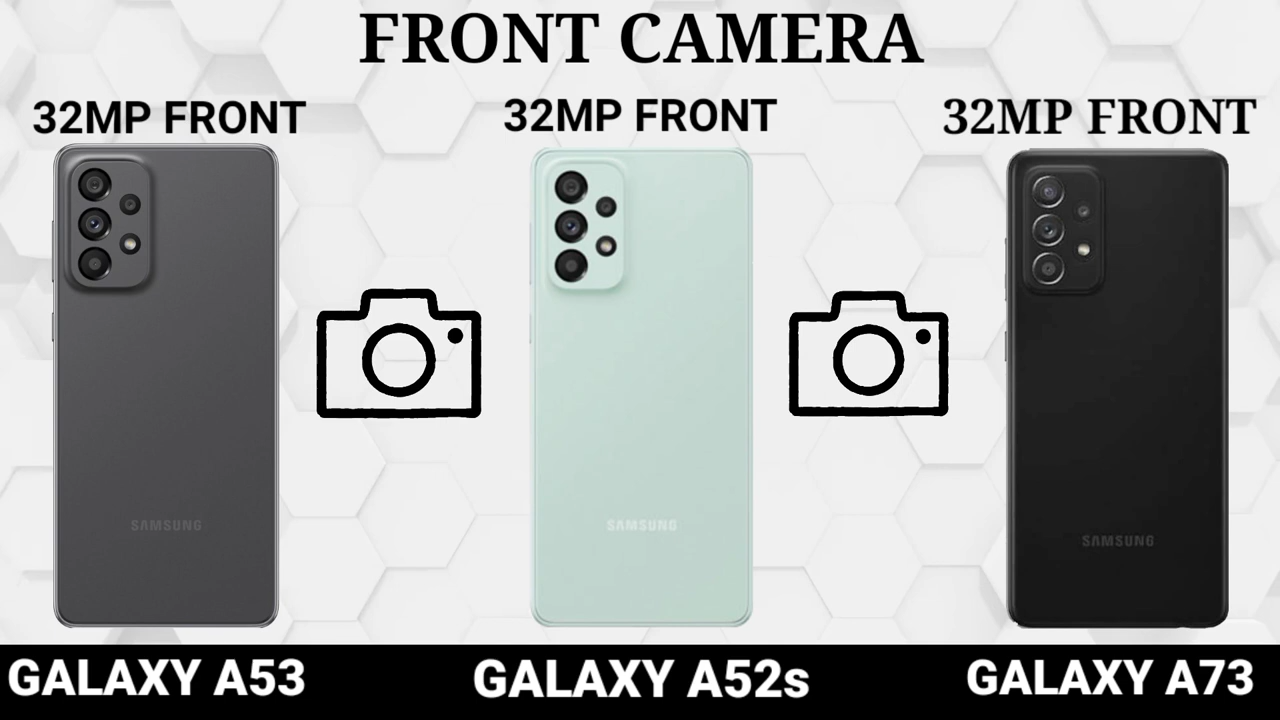 FRONT CAMERA
32MP FRONT
32MP FRONT
32MP FRONT
SAMSUNG
SAMSUNG
SAMSUNG
GALAXY A53
GALAXY A52s
GALAXY A73